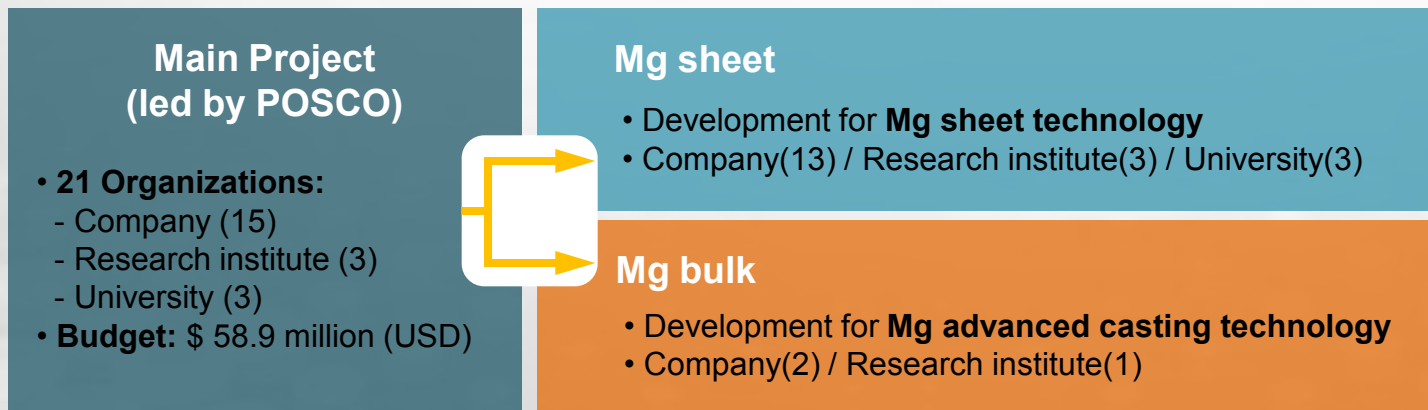 Main Project
(led by POSCO)
• 21 Organizations:
- Company (15)
- Research institute (3)
- University (3)
• Budget: $ 58.9 million (USD)
Mg sheet
• Development for Mg sheet technology
• Company(13) / Research institute(3) / University(3)
Mg bulk
• Development for Mg advanced casting technology
• Company(2) / Research institute(1)